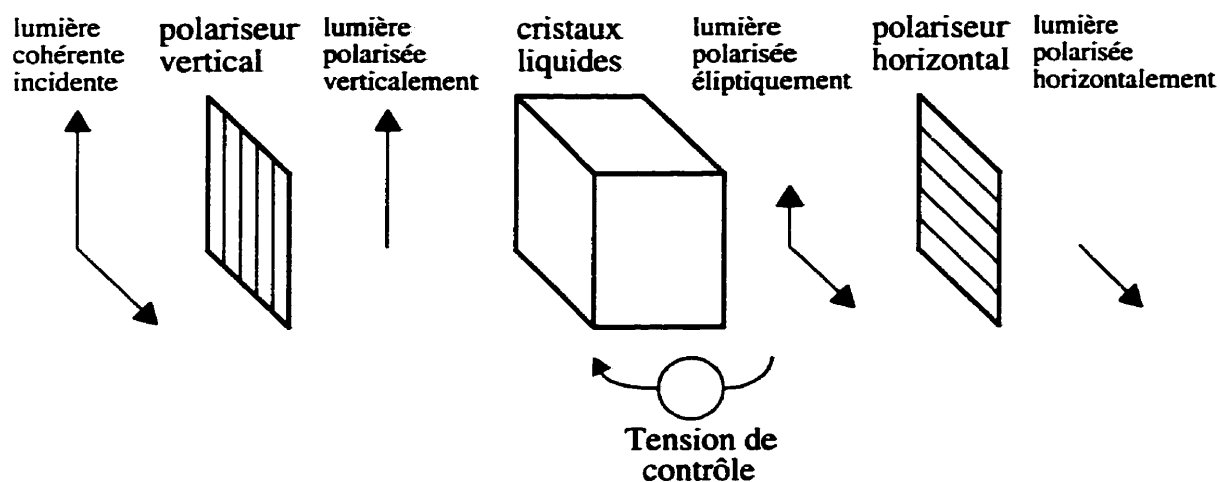 lumière
cohérente
incidente
polariseur
vertical
lumière
polarisée
verticalement
cristaux
liquides
lumière
polarisée
éliptiquement
polariseur
horizontal
lumière
polarisée
horizontalement
Tension de
contrôle